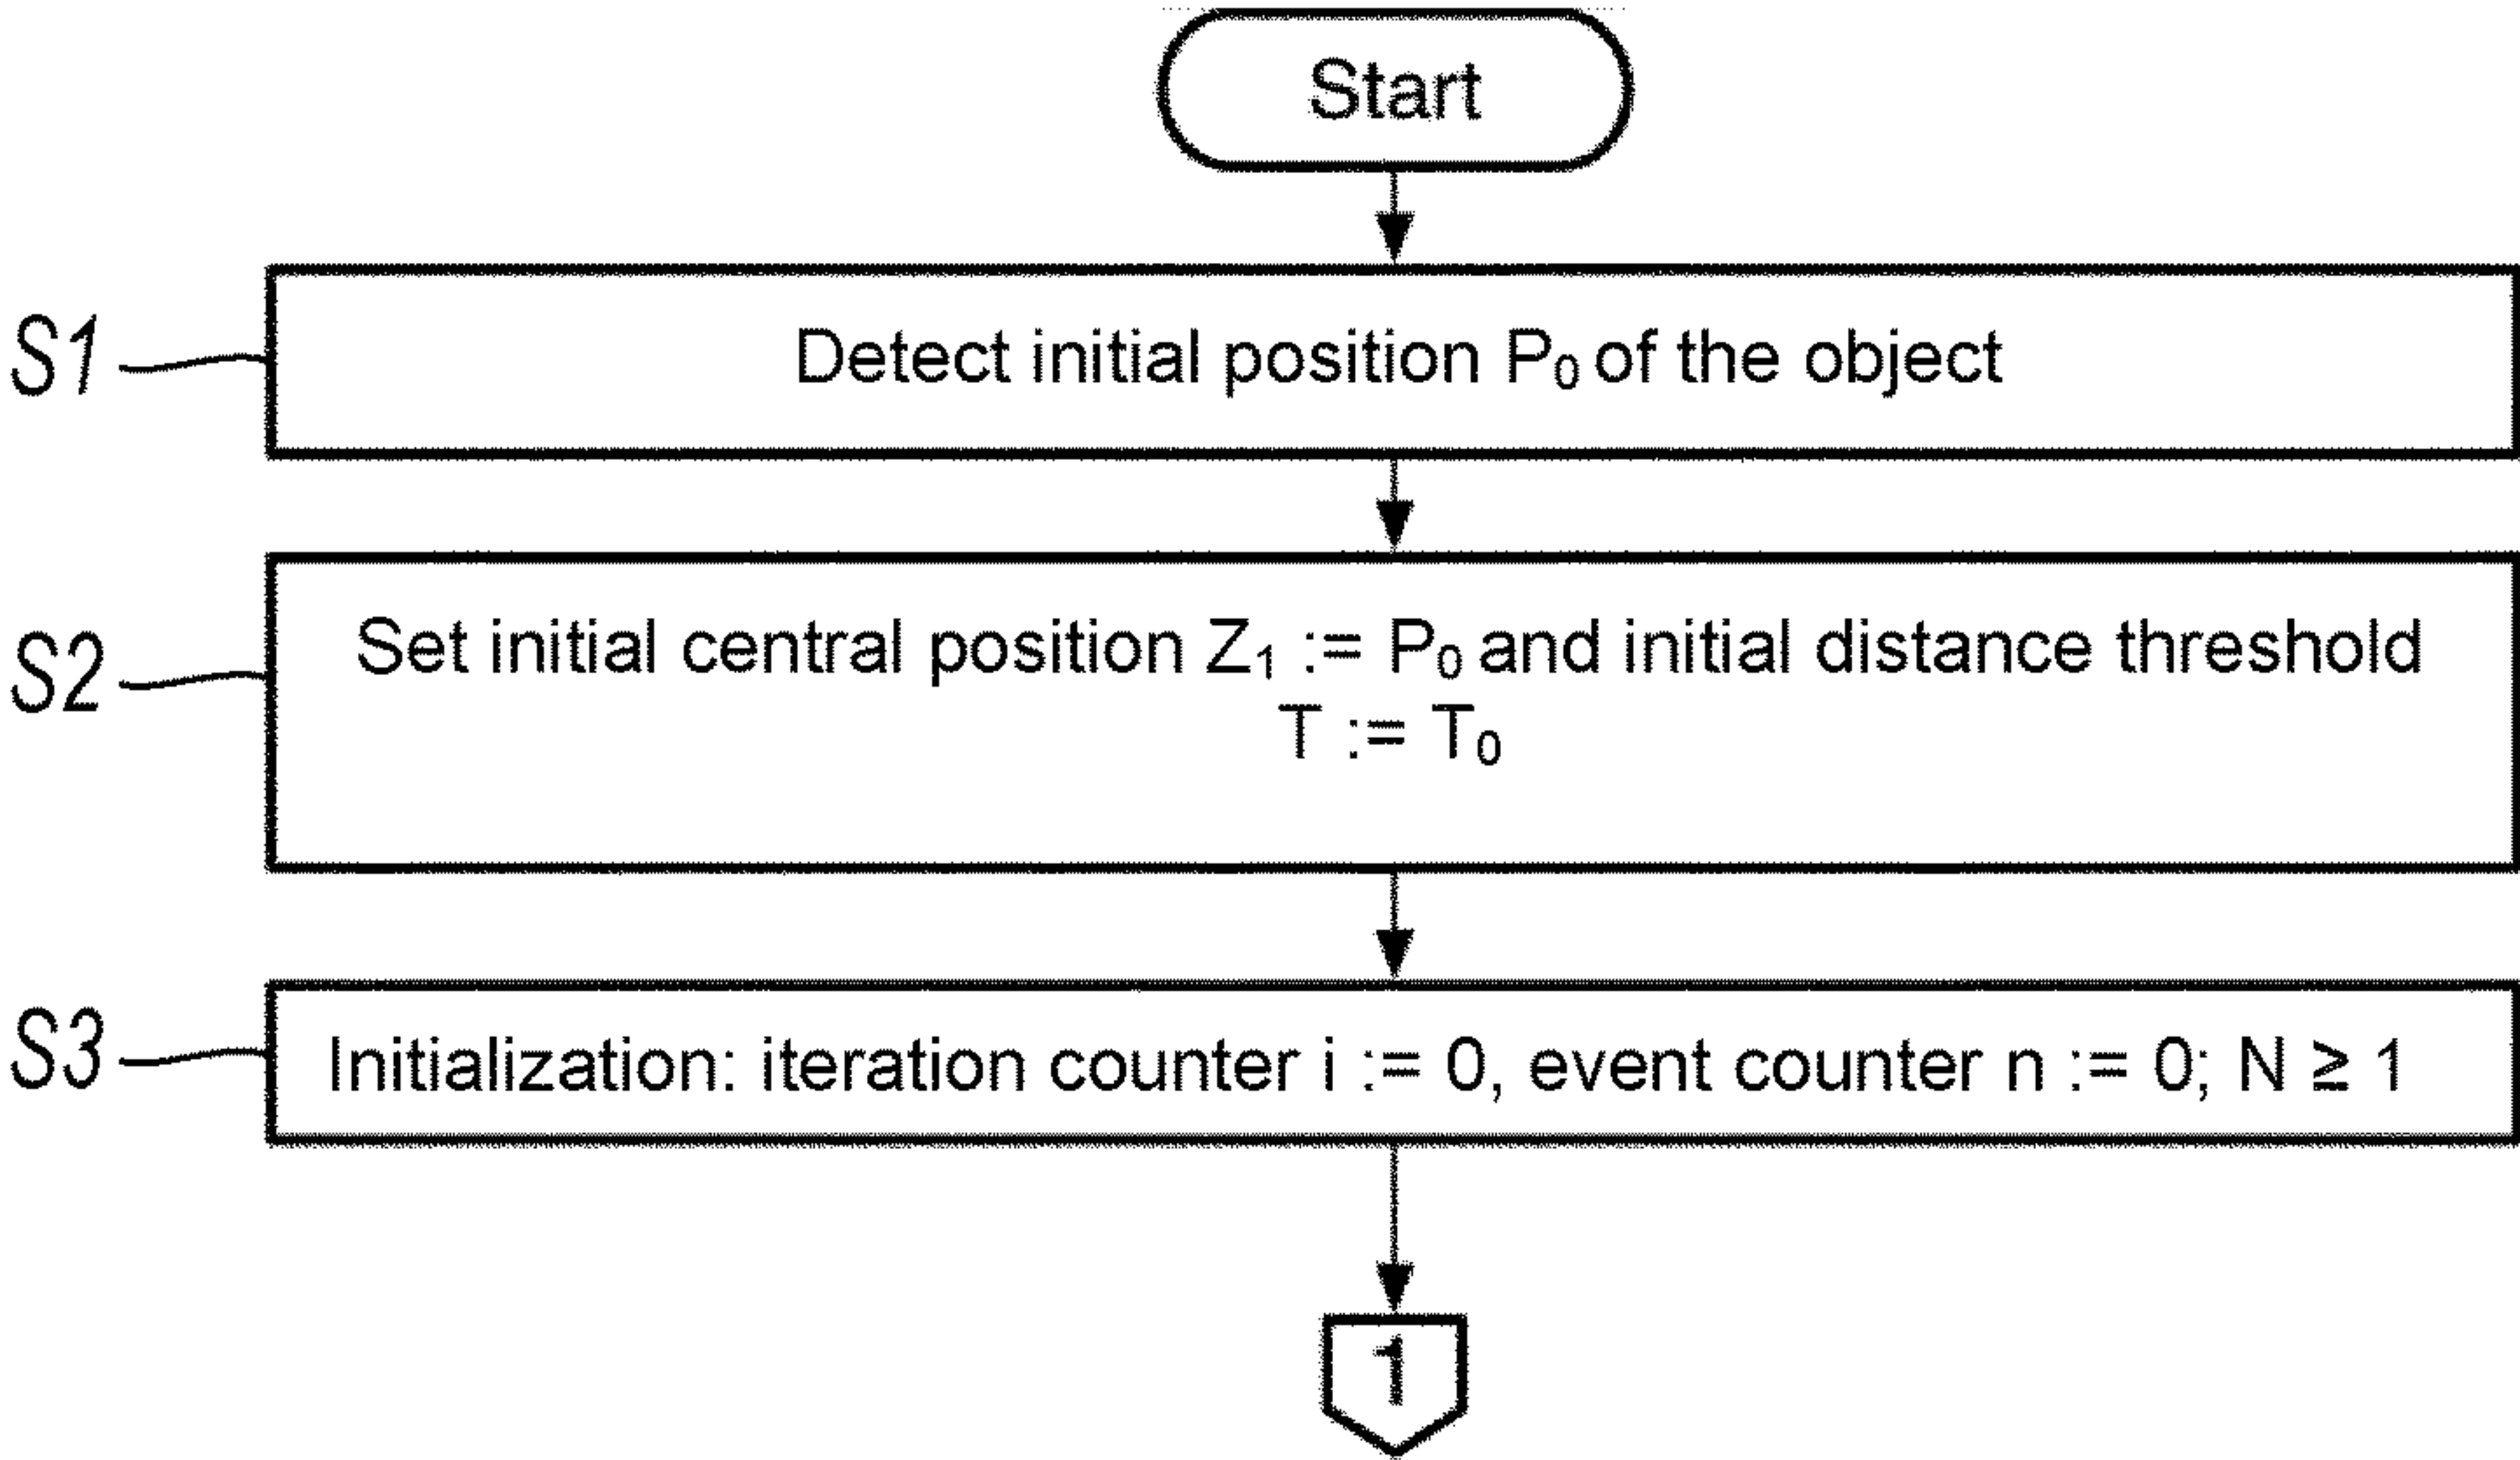 Start
S1
Detect initial position P₀ of the object
S2
Set initial central position Z₁ := P₀ and initial distance threshold
T := T₀
S3
Initialization: iteration counter i := 0, event counter n := 0; N ≥ 1
1